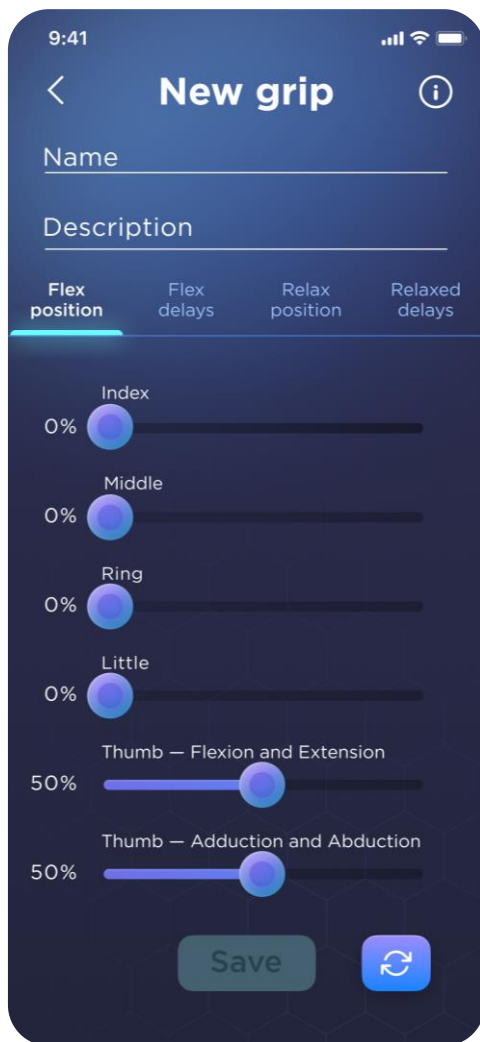 9:41
New grip
Name
Description
Flex position
Flex delays
Relax position
Relaxed delays
Index
0%
Middle
0%
Ring
0%
Little
0%
Thumb — Flexion and Extension
50%
Thumb — Adduction and Abduction
50%
Save